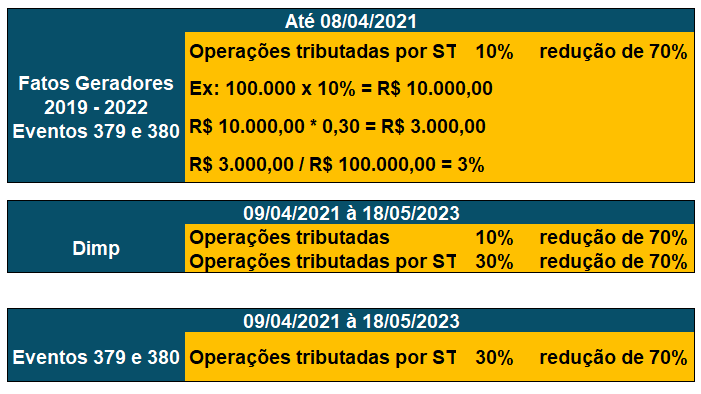 Até 08/04/2021
Fatos Geradores
2019 - 2022
Eventos 379 e 380
Operações tributadas por ST 10% redução de 70%
Ex: 100.000 x 10% = R$ 10.000,00
R$ 10.000,00 * 0,30 = R$ 3.000,00
R$ 3.000,00 / R$ 100.000,00 = 3%
09/04/2021 à 18/05/2023
Dimp
Operações tributadas 10% redução de 70%
Operações tributadas por ST 30% redução de 70%
09/04/2021 à 18/05/2023
Eventos 379 e 380
Operações tributadas por ST 30% redução de 70%